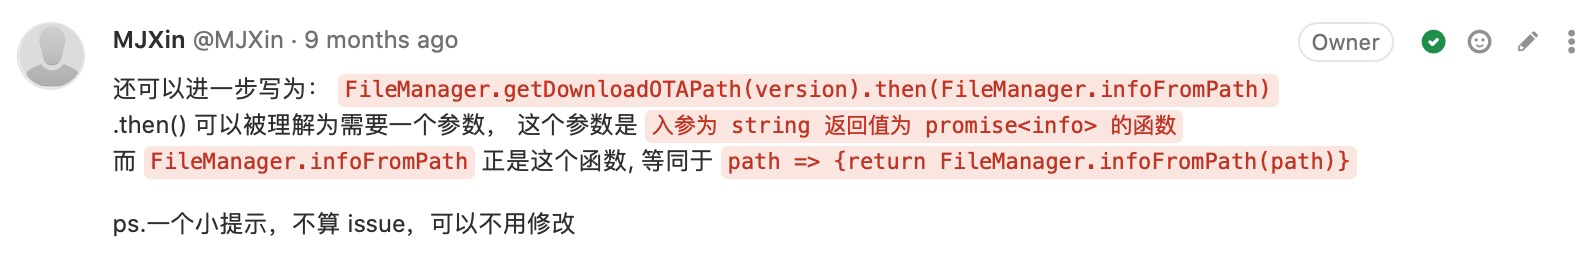 MJXin @MJXin · 9 months ago Owner
还可以进一步写为： FileManager.getDownloadOTAPath(version).then(FileManager.infoFromPath)
.then() 可以被理解为需要一个参数， 这个参数是 入参为 string 返回值为 promise<info> 的函数
而 FileManager.infoFromPath 正是这个函数, 等同于 path => {return FileManager.infoFromPath(path)}
ps.一个小提示，不算 issue，可以不用修改